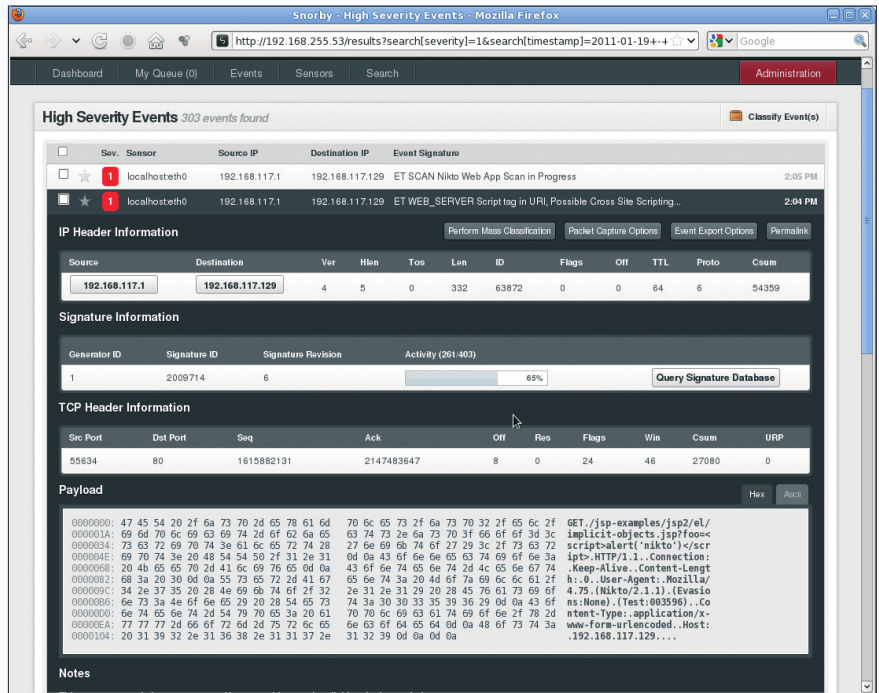 Snorby - High Severity Events - Mozilla Firefox
http://192.168.255.53/results?search[severity]=1&search[timestamp]=2011-01-19+-+
Google
Dashboard My Queue (0) Events Sensors Search Administration
High Severity Events 303 events found Classify Event(s)
Sev. Sensor Source IP Destination IP Event Signature
1 localhost:eth0 192.168.117.1 192.168.117.129 ET SCAN Nikto Web App Scan in Progress 2:05 PM
1 localhost:eth0 192.168.117.1 192.168.117.129 ET WEB_SERVER Script tag in URI, Possible Cross Site Scripting... 2:04 PM
IP Header Information Perform Mass Classification Packet Capture Options Event Export Options Permalink
Source Destination Ver Hlen Tos Len ID Flags Off TTL Proto Csum
192.168.117.1 192.168.117.129 4 5 0 332 63872 0 0 64 6 54359
Signature Information
Generator ID Signature ID Signature Revision Activity (261/403)
1 2009714 6 65% Query Signature Database
TCP Header Information
Src Port Dst Port Seq Ack Off Res Flags Win Csum URP
55634 80 1615882131 2147483647 8 0 24 46 27080 0
Payload Hex Ascii
0000000: 47 45 54 20 2f 6a 73 70 2d 65 78 61 6d 70 6c 65 73 2f 6a 73 70 32 2f 65 6c 2f GET./jsp-examples/jsp2/el/
000001A: 69 6d 70 6c 69 63 69 74 2d 6f 62 6a 65 63 74 73 2e 6a 73 70 3f 66 6f 6f 3d 3c implicit-objects.jsp?foo=<
0000034: 73 63 72 69 70 74 3e 61 6c 65 72 74 28 27 6e 69 6b 74 6f 27 29 3c 2f 73 63 72 script>alert('nikto')</scr
000004E: 69 70 74 3e 20 48 54 54 50 2f 31 2e 31 0d 0a 43 6f 6e 6e 65 63 74 69 6f 6e 3a ipt>.HTTP/1.1..Connection:
0000068: 20 4b 65 65 70 2d 41 6c 69 76 65 0d 0a 43 6f 6e 74 65 6e 74 2d 4c 65 6e 67 74 .Keep-Alive..Content-Lengt
0000082: 68 3a 20 30 0d 0a 55 73 65 72 2d 41 67 65 6e 74 3a 20 4d 6f 7a 69 6c 6c 61 2f h:.0..User-Agent:.Mozilla/
000009C: 34 2e 37 35 20 28 4e 69 6b 74 6f 2f 32 2e 31 2e 31 29 20 28 45 76 61 73 69 6f 4.75.(Nikto/2.1.1).(Evasio
00000B6: 6e 73 3a 4e 6f 6e 65 29 20 28 54 65 73 74 3a 30 30 33 35 39 36 29 0d 0a 43 6f ns:None).(Test:003596)..Co
00000D0: 6e 74 65 6e 74 2d 54 79 70 65 3a 20 61 70 70 6c 69 63 61 74 69 6f 6e 2f 78 2d ntent-Type:.application/x-
00000EA: 77 77 77 2d 66 6f 72 6d 2d 75 72 6c 65 6e 63 6f 64 65 64 0d 0a 48 6f 73 74 3a www-form-urlencoded..Host:
0000104: 20 31 39 32 2e 31 36 38 2e 31 31 37 2e 31 32 39 0d 0a 0d 0a .192.168.117.129....
Notes